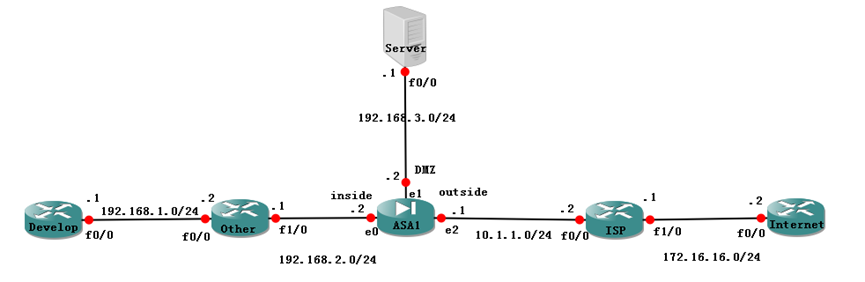 Server
.1
f0/0
192.168.3.0/24
.2
DMZ
e1
.1
192.168.1.0/24
.2
.1
inside
.2
outside
.1
.2
.1
.2
Develop
f0/0
f0/0
Other
f1/0
e0
ASA1
e2
10.1.1.0/24
f0/0
ISP
f1/0
f0/0
Internet
192.168.2.0/24
172.16.16.0/24